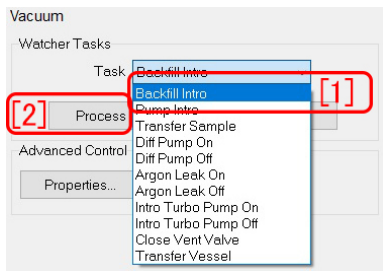 Vacuum
Watcher Tasks
Task Backfill Intro
Backfill Intro [1]
[2] Process Pump Intro
Transfer Sample
Advanced Control Diff Pump On
Diff Pump Off
Properties... Argon Leak On
Argon Leak Off
Intro Turbo Pump On
Intro Turbo Pump Off
Close Vent Valve
Transfer Vessel